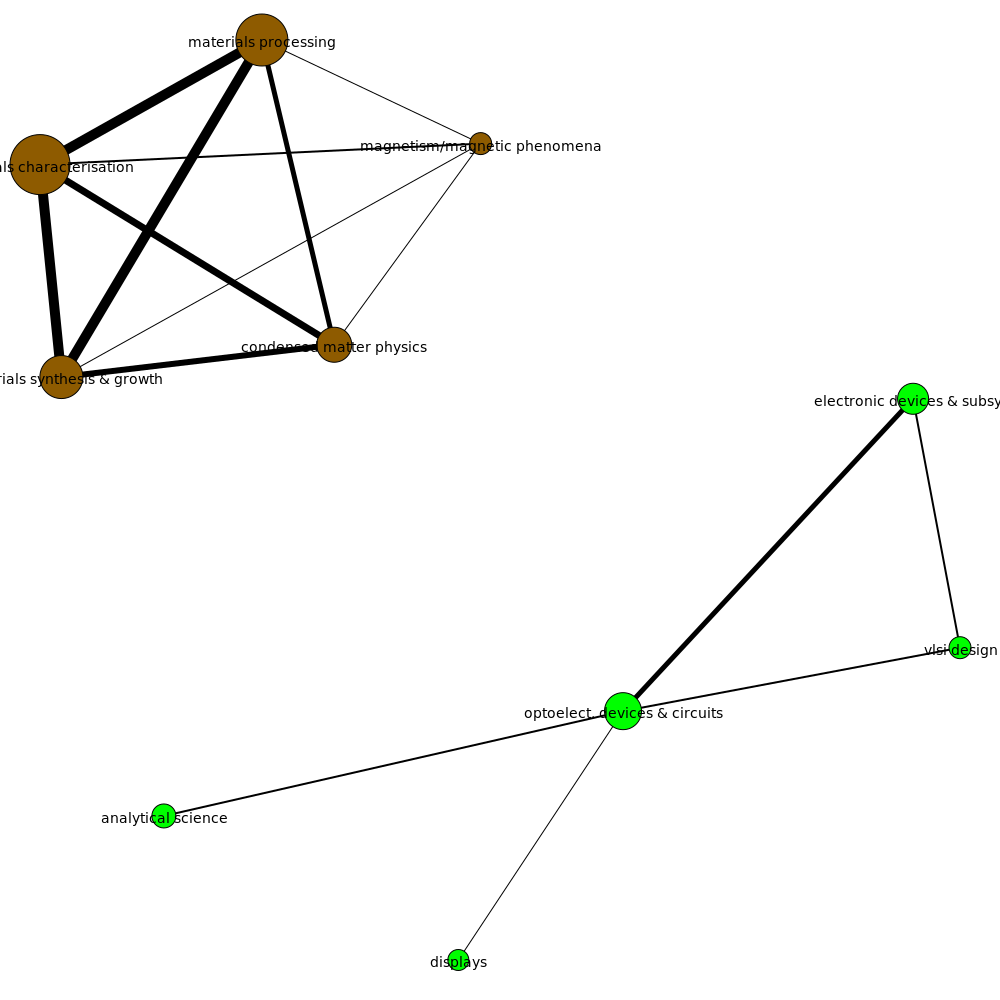 materials processing
magnetism/magnetic phenomena
ls characterisation
condensed matter physics
rials synthesis & growth
electronic devices & subsy
vlsi design
optoelect. devices & circuits
analytical science
displays